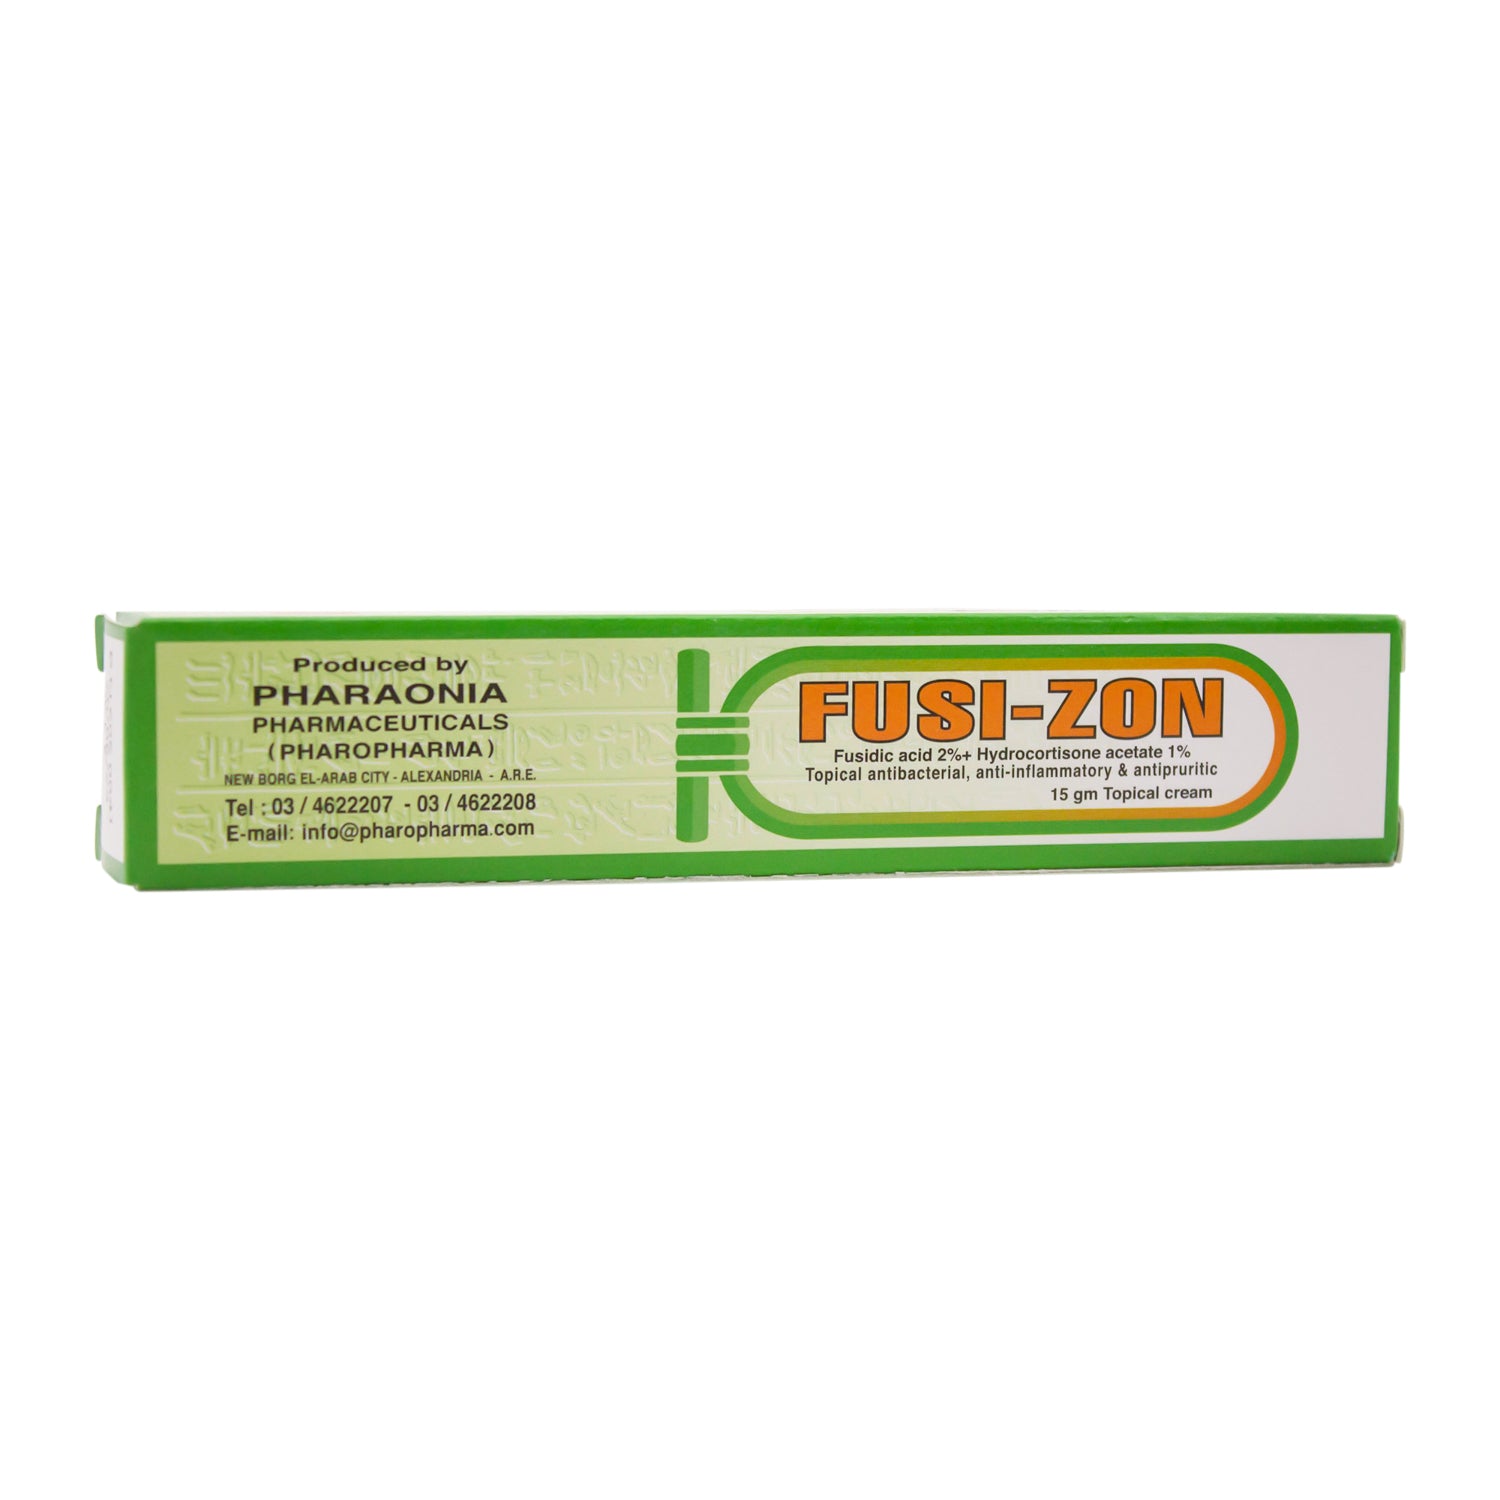 Produced by
PHARAONIA
PHARMACEUTICALS
(PHAROPHARMA)
NEW BORG EL-ARAB CITY - ALEXANDRIA - A.R.E.
Tel : 03 / 4622207 - 03 / 4622208
E-mail: info@pharopharma.com
FUSI-ZON
Fusidic acid 2%+ Hydrocortisone acetate 1%
Topical antibacterial, anti-inflammatory & antipruritic
15 gm Topical cream